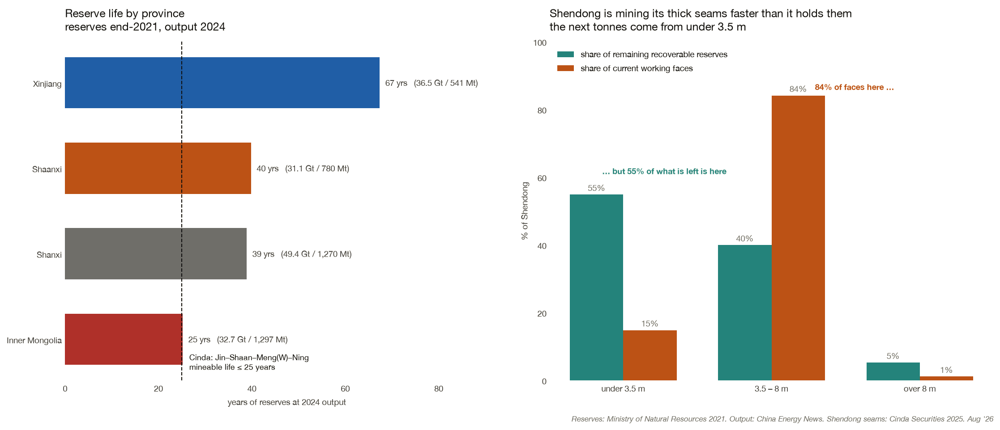 Reserve life by province
reserves end-2021, output 2024
Xinjiang
67 yrs (36.5 Gt / 541 Mt)
Shaanxi
40 yrs (31.1 Gt / 780 Mt)
Shanxi
39 yrs (49.4 Gt / 1,270 Mt)
Inner Mongolia
25 yrs (32.7 Gt / 1,297 Mt)
Cinda: Jin–Shaan–Meng(W)–Ning
mineable life ≤ 25 years
0 20 40 60 80
years of reserves at 2024 output
Shendong is mining its thick seams faster than it holds them
the next tonnes come from under 3.5 m
share of remaining recoverable reserves
share of current working faces
% of Shendong
100
80
60
40
20
0
84%
84% of faces here ...
... but 55% of what is left is here
55%
40%
15%
5%
1%
under 3.5 m
3.5 – 8 m
over 8 m
Reserves: Ministry of Natural Resources 2021. Output: China Energy News. Shendong seams: Cinda Securities 2025. Aug '26